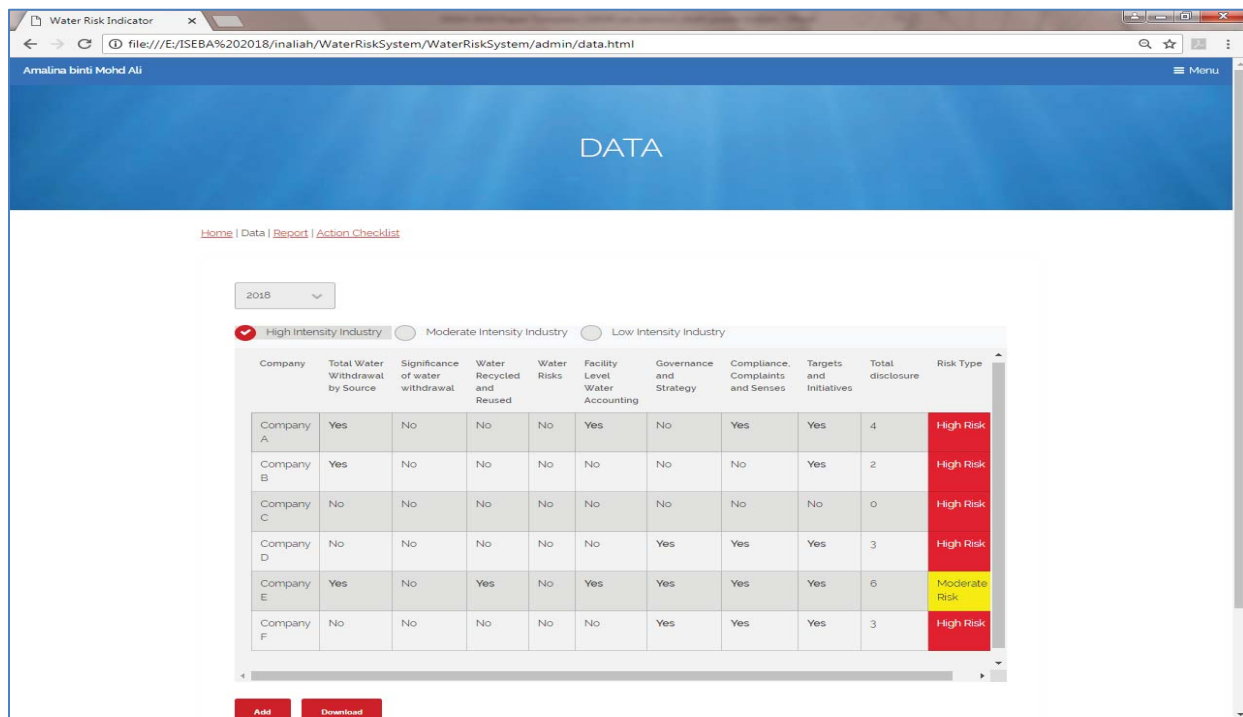 Water Risk Indicator
file:///E:/ISEBA%202018/inaliah/WaterRiskSystem/WaterRiskSystem/admin/data.html
Amalina binti Mohd Ali
Menu
DATA
Home | Data | Report | Action Checklist
2018
High Intensity Industry Moderate Intensity Industry Low Intensity Industry
Company Total Water Significance Water Water Facility Governance Compliance, Targets Total Risk Type
Withdrawal of water Recycled Risks Level and Complaints and disclosure
by Source withdrawal and Water Strategy and Senses Initiatives
Reused Accounting
Company Yes No No No Yes No Yes Yes 4 High Risk
A
Company Yes No No No No No No Yes 2 High Risk
B
Company No No No No No No No No 0 High Risk
C
Company No No No No No Yes Yes Yes 3 High Risk
D
Company Yes No Yes No Yes Yes Yes Yes 6 Moderate
E Risk
Company No No No No No Yes Yes Yes 3 High Risk
F
Add Download